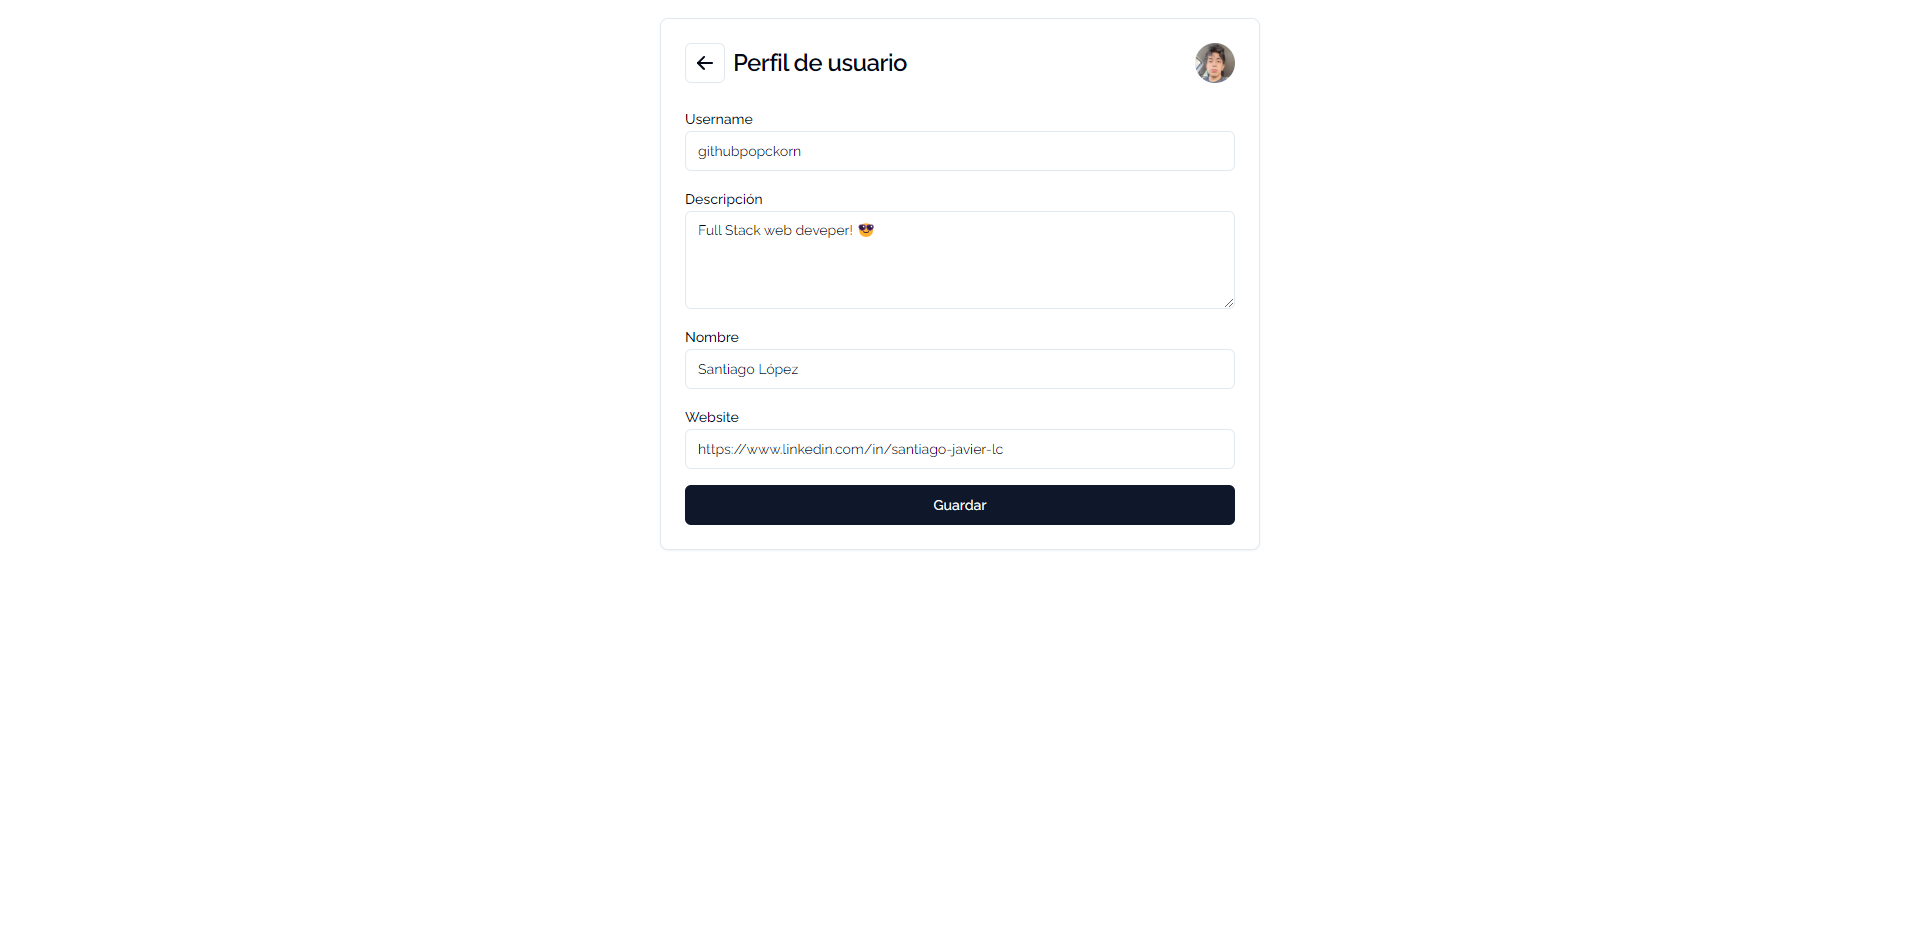 Perfil de usuario
Username
githubpopckorn
Descripción
Full Stack web deveper! 😎
Nombre
Santiago López
Website
https://www.linkedin.com/in/santiago-javier-lc
Guardar